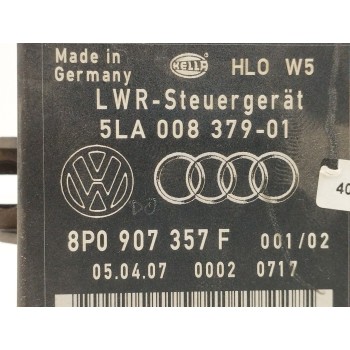 Made in
Germany
HELLA
HLO W5
LWR-Steuergerät
5LA 008 379-01
8P0 907 357 F 001/02
05.04.07 0002 0717
40